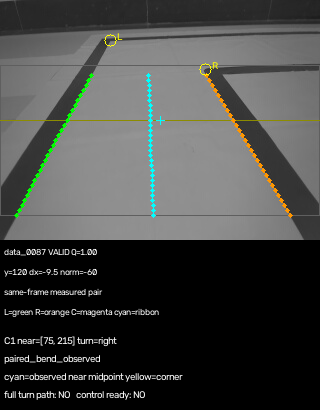 L
R
data_0087 VALID Q=1.00
y=120 dx=-9.5 norm=-60
same-frame measured pair
L=green R=orange C=magenta cyan=ribbon
C1 near=[75, 215] turn=right
paired_bend_observed
cyan=observed near midpoint yellow=corner
full turn path: NO control ready: NO